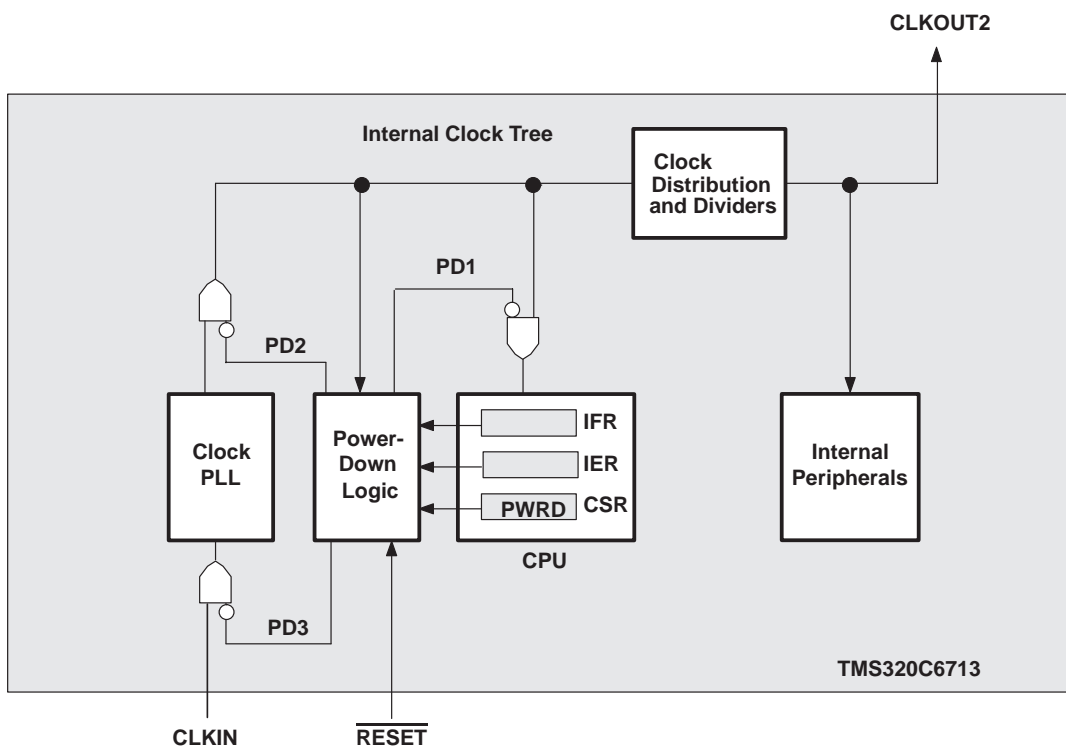 CLKOUT2
Internal Clock Tree
Clock
Distribution
and Dividers
PD1
PD2
Clock
PLL
Power-
Down
Logic
IFR
IER
PWRD
CSR
CPU
Internal
Peripherals
PD3
TMS320C6713
CLKIN
RESET